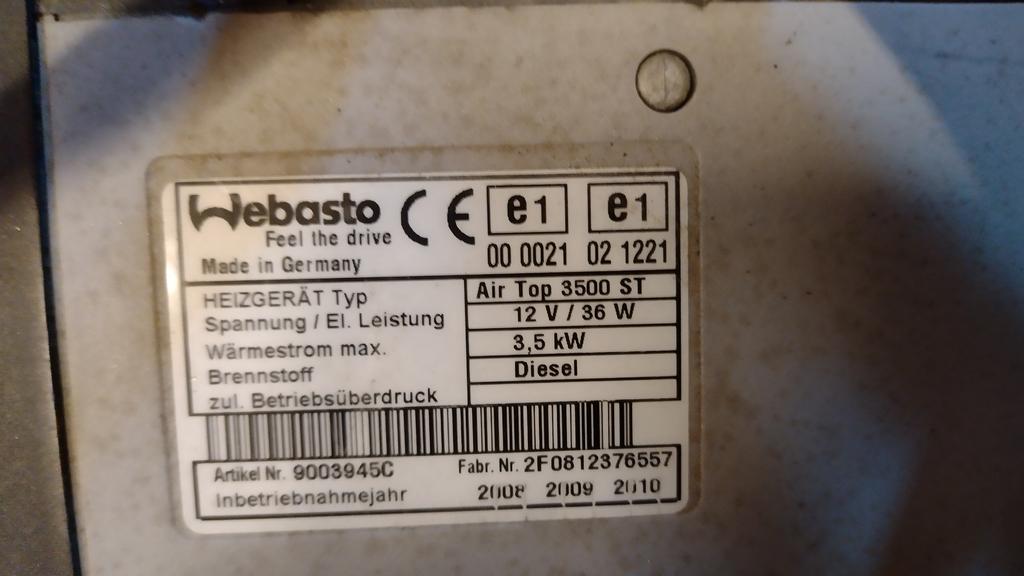 Webasto CE e1 e1
Feel the drive
00 0021 02 1221
Made in Germany
HEIZGERÄT Typ Air Top 3500 ST
Spannung / El. Leistung 12 V / 36 W
Wärmestrom max. 3,5 kW
Brennstoff Diesel
zul. Betriebsüberdruck
Artikel Nr. 9003945C Fabr. Nr. 2F0812376557
Inbetriebnahmejahr 2008 2009 2010